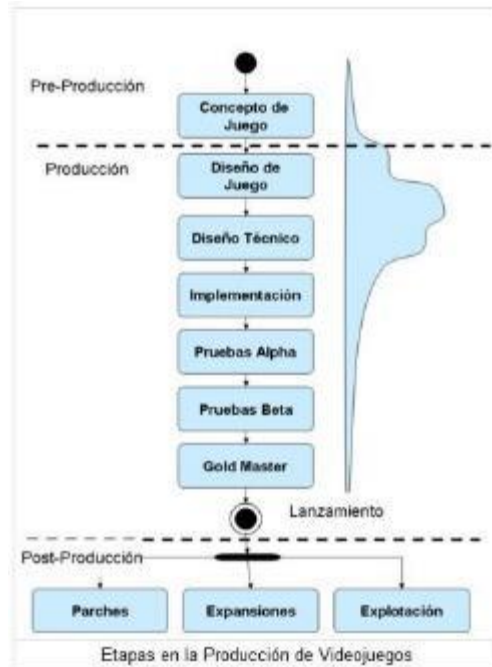 Pre-Producción
Concepto de
Juego
Producción
Diseño de
Juego
Diseño Técnico
Implementación
Pruebas Alpha
Pruebas Beta
Gold Master
Lanzamiento
Post-Producción
Parches
Expansiones
Explotación
Etapas en la Producción de Videojuegos